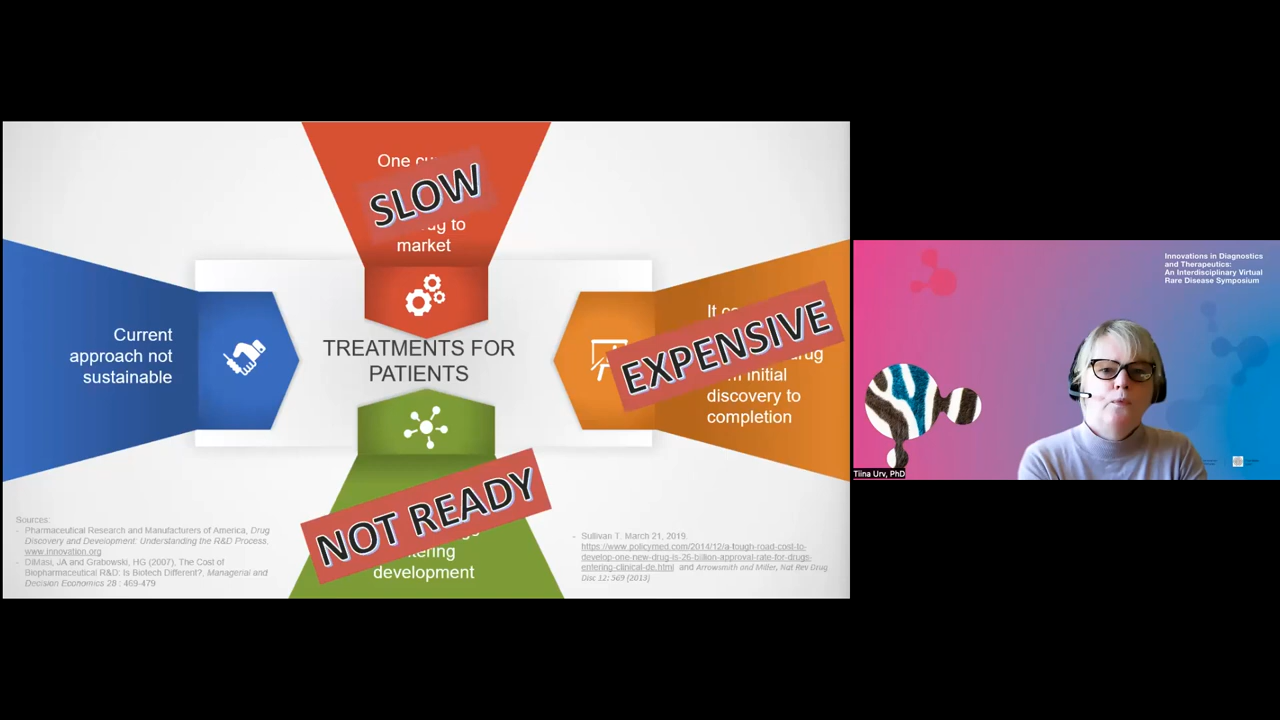 One
SLOW
to
market
Current
approach not
sustainable
TREATMENTS FOR
PATIENTS
It
EXPENSIVE
initial
discovery to
completion
NOT READY
development
Sources:
- Pharmaceutical Research and Manufacturers of America, Drug
Discovery and Development: Understanding the R&D Process,
www.innovation.org
- DiMasi, JA and Grabowski, HG (2007), The Cost of
Biopharmaceutical R&D: Is Biotech Different?, Managerial and
Decision Economics 28 : 469-479
- Sullivan T. March 21, 2019.
https://www.policymed.com/2014/12/a-tough-road-cost-to-
develop-one-new-drug-is-26-billion-approval-rate-for-drugs-
entering-clinical-de.html and Arrowsmith and Miller, Nat Rev Drug
Disc 12: 569 (2013)
Innovations in Diagnostics
and Therapeutics:
An Interdisciplinary Virtual
Rare Disease Symposium
Tiina Urv, PhD